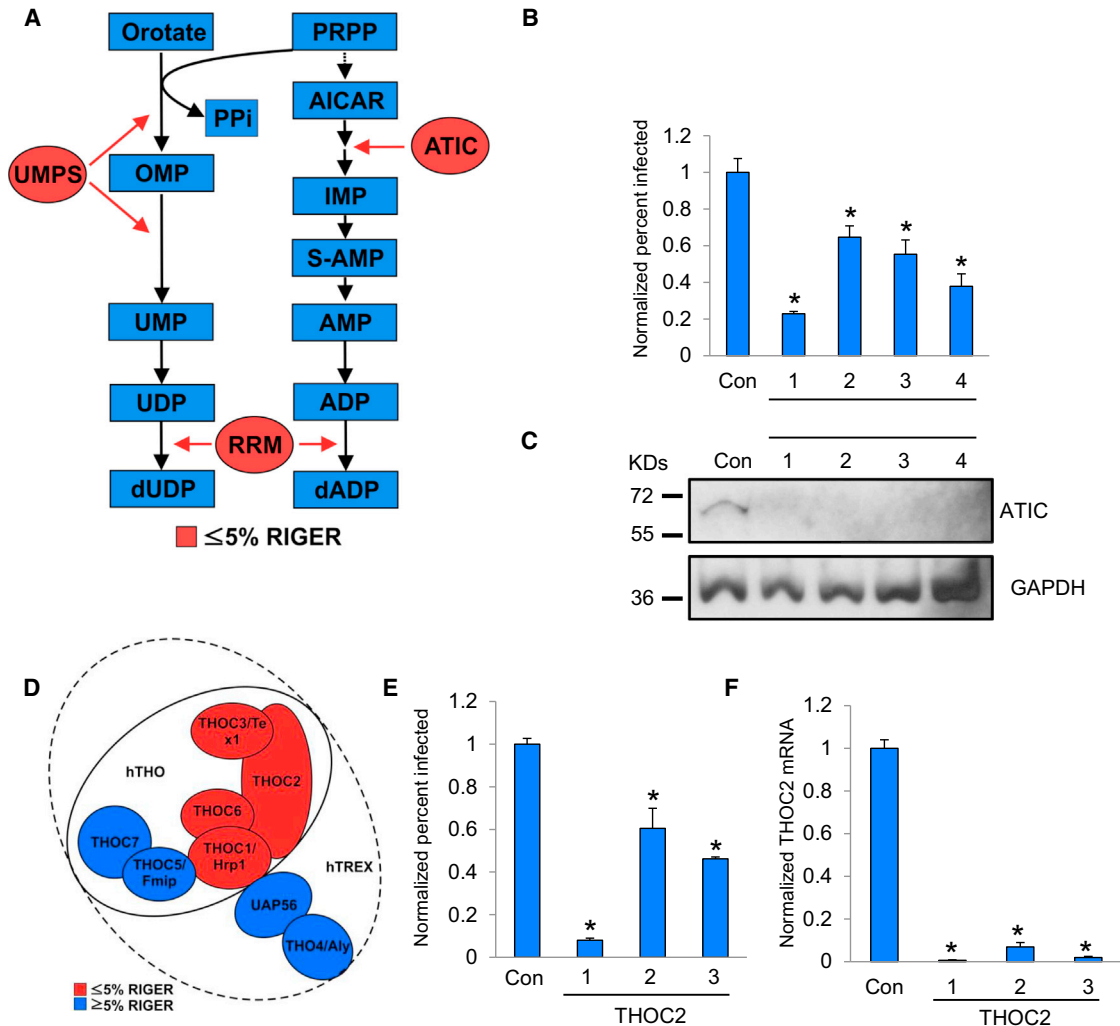 A
Orotate
PRPP
PPi
AICAR
UMPS
ATIC
OMP
IMP
S-AMP
UMP
AMP
UDP
ADP
RRM
dUDP
dADP
≤5% RIGER
B
Normalized percent infected
1.2
1
0.8
0.6
0.4
0.2
0
* * * *
Con 1 2 3 4
C
KDs Con 1 2 3 4
72
55
ATIC
36
GAPDH
D
hTHO
THOC3/Te
x1
THOC2
THOC6
THOC7
THOC1/
Hrp1
THOC5/
Fmip
hTREX
UAP56
THO4/Aly
≤5% RIGER
≥5% RIGER
E
Normalized percent infected
1.2
1
0.8
0.6
0.4
0.2
0
* * *
Con 1 2 3
THOC2
F
Normalized THOC2 mRNA
1.2
1
0.8
0.6
0.4
0.2
0
* * *
Con 1 2 3
THOC2